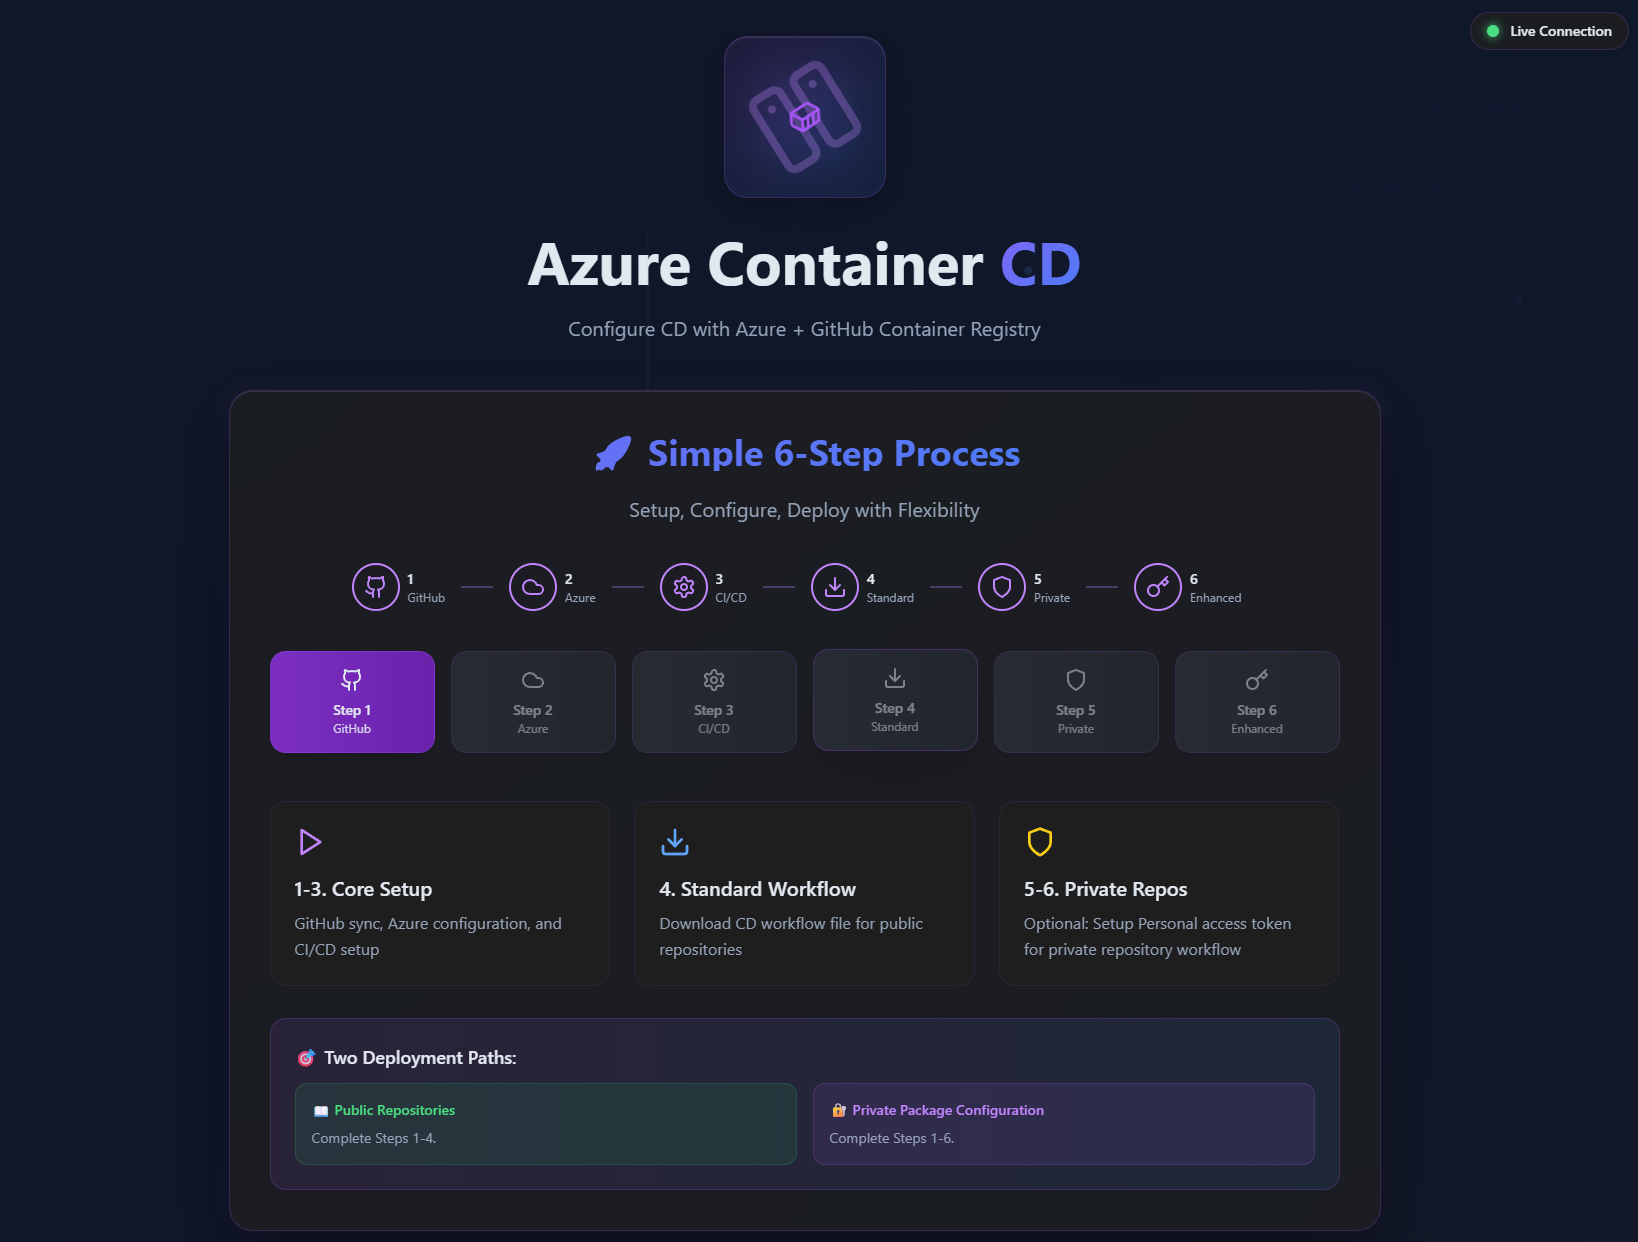 Live Connection
Azure Container CD
Configure CD with Azure + GitHub Container Registry
Simple 6-Step Process
Setup, Configure, Deploy with Flexibility
1
GitHub
2
Azure
3
CI/CD
4
Standard
5
Private
6
Enhanced
Step 1
GitHub
Step 2
Azure
Step 3
CI/CD
Step 4
Standard
Step 5
Private
Step 6
Enhanced
1-3. Core Setup
GitHub sync, Azure configuration, and
CI/CD setup
4. Standard Workflow
Download CD workflow file for public
repositories
5-6. Private Repos
Optional: Setup Personal access token
for private repository workflow
Two Deployment Paths:
Public Repositories
Complete Steps 1-4.
Private Package Configuration
Complete Steps 1-6.